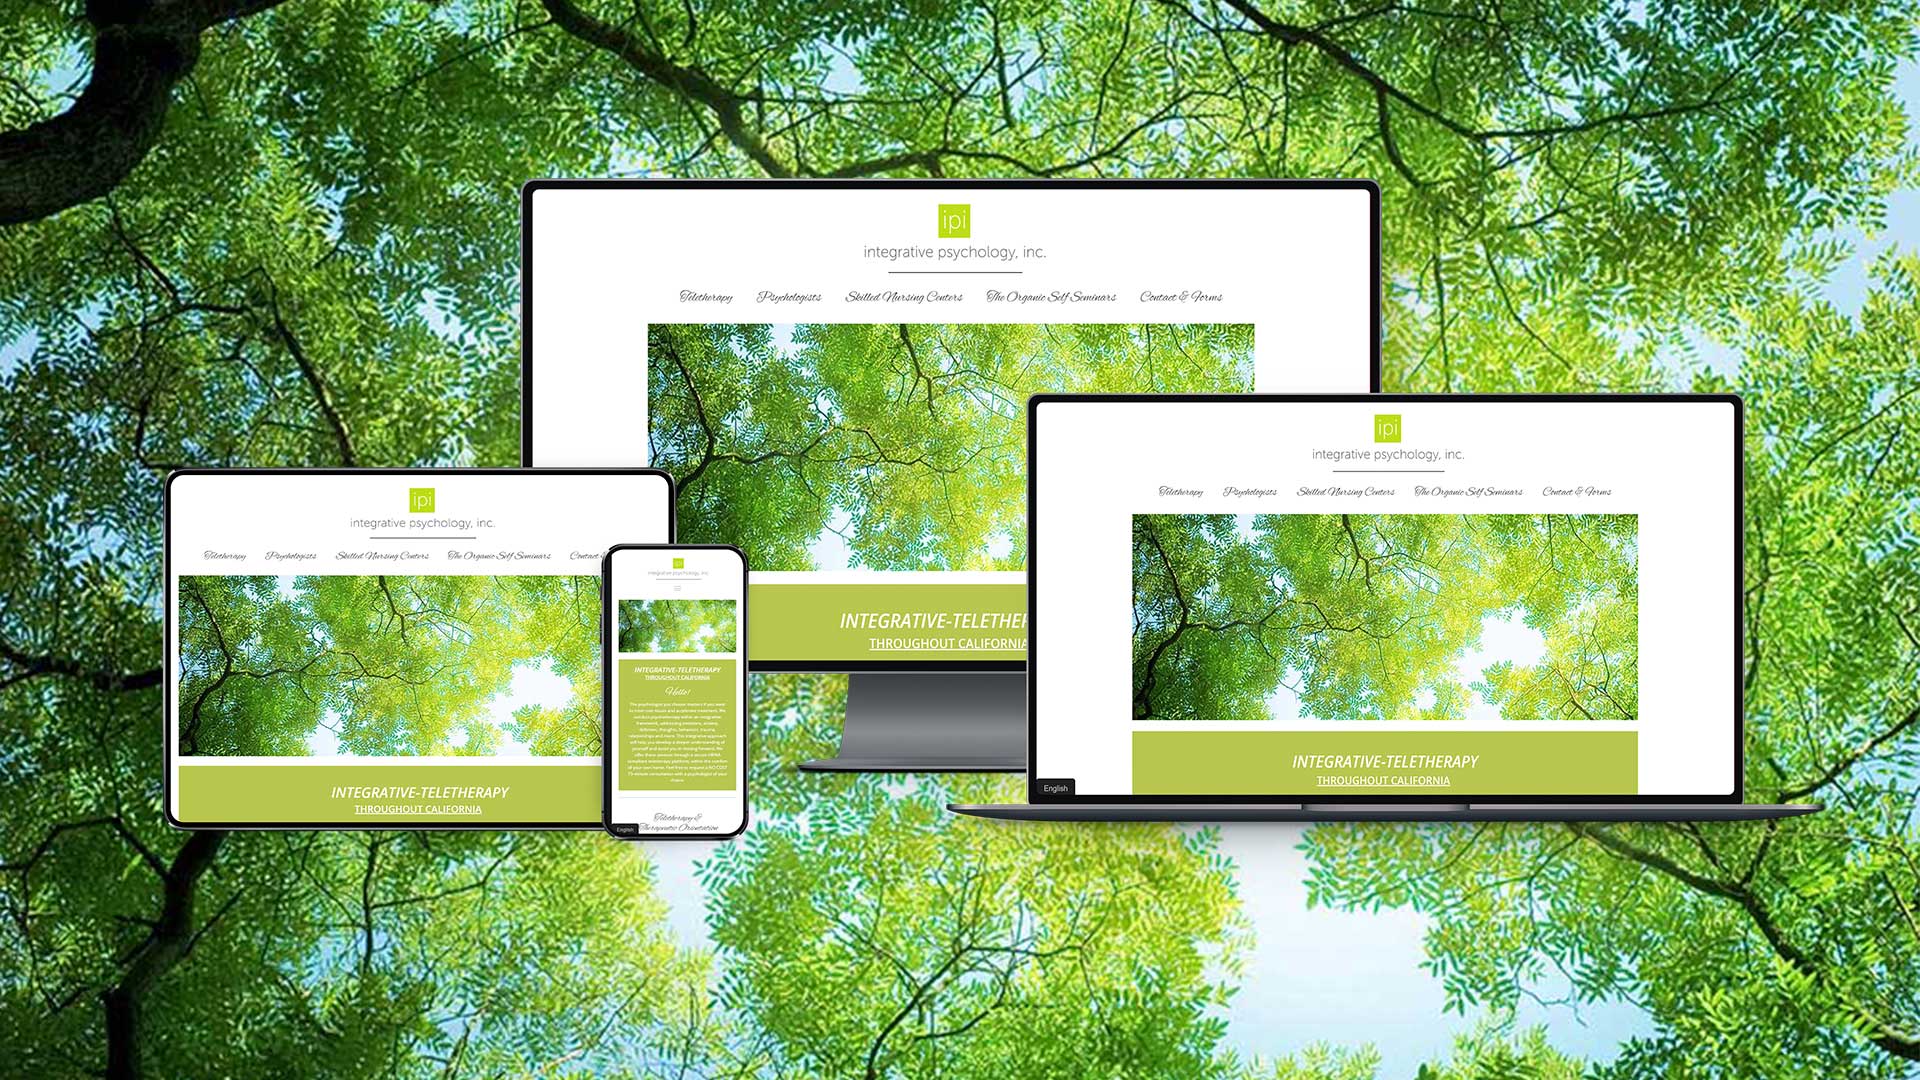 ipi
integrative psychology, inc.
Teletherapy Psychologists Skilled Nursing Centers The Organic Self Seminars Contact & Forms
INTEGRATIVE-TELETHER
THROUGHOUT CALIFORNIA
ipi
integrative psychology, inc.
Teletherapy Psychologists Skilled Nursing Centers The Organic Self Seminars Contact & Forms
INTEGRATIVE-TELETHERAPY
THROUGHOUT CALIFORNIA
English
ipi
integrative psychology, inc.
Teletherapy Psychologists Skilled Nursing Centers The Organic Self Seminars Contact
INTEGRATIVE-TELETHERAPY
THROUGHOUT CALIFORNIA
ipi
integrative psychology, inc.
INTEGRATIVE-TELETHERAPY
THROUGHOUT CALIFORNIA
Hello!
Teletherapy &
Therapeutic Orientation
English